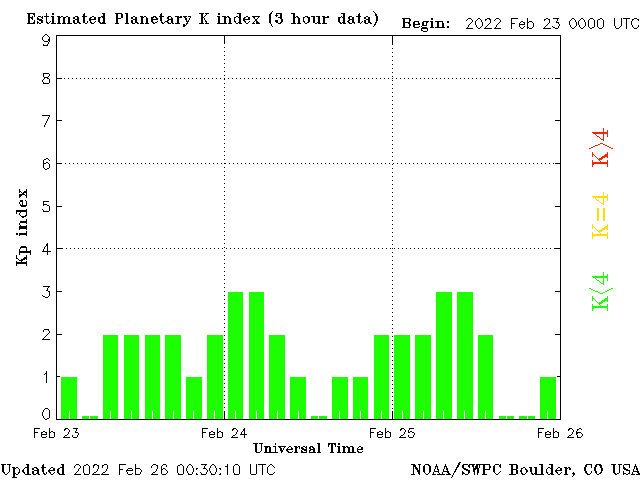 Estimated Planetary K index (3 hour data)
Begin: 2022 Feb 23 0000 UTC
9
8
7
6
5
4
3
2
1
0
Kp index
K>4
K=4
K<4
Feb 23
Feb 24
Feb 25
Feb 26
Universal Time
Updated 2022 Feb 26 00:30:10 UTC
NOAA/SWPC Boulder, CO USA